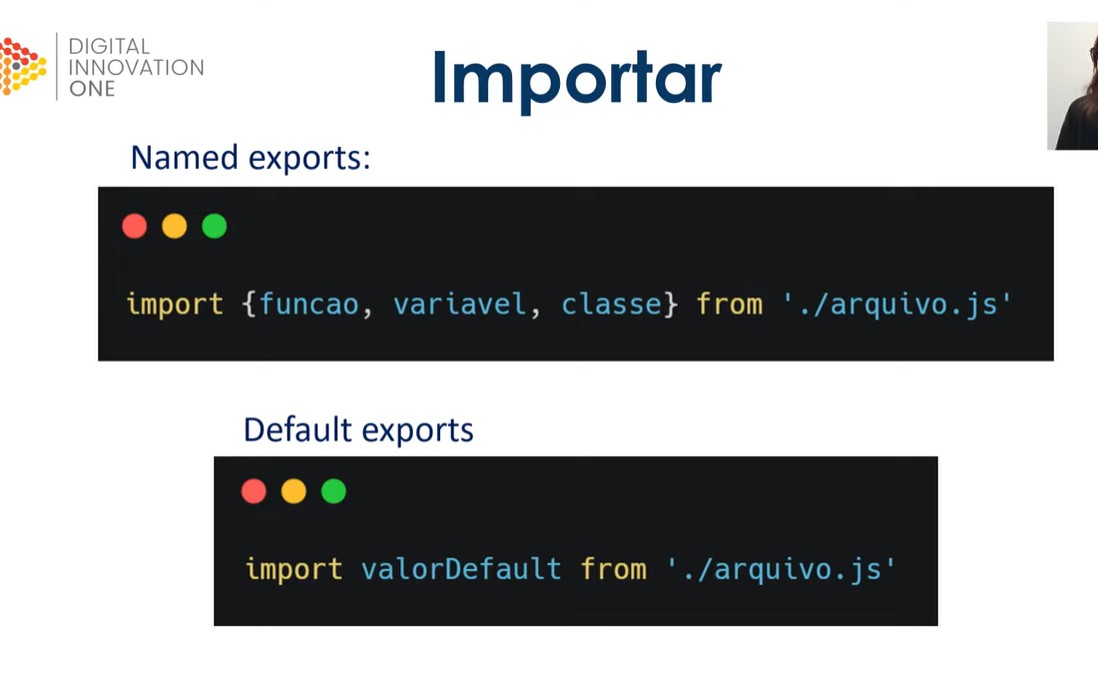 DIGITAL
INNOVATION
ONE
Importar
Named exports:
import {funcao, variavel, classe} from './arquivo.js'
Default exports
import valorDefault from './arquivo.js'